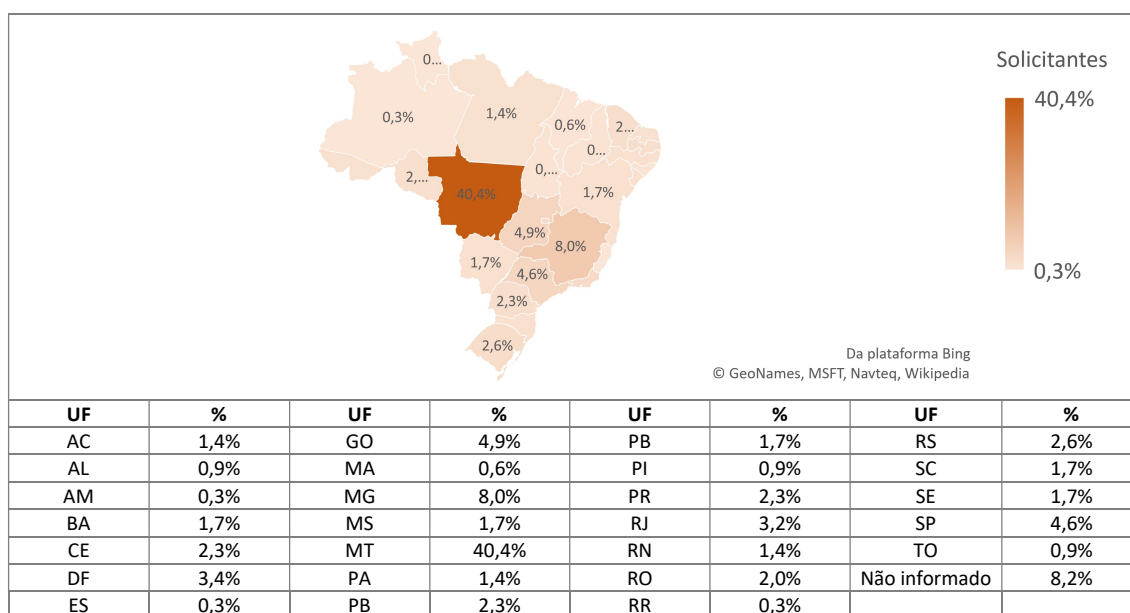 Solicitantes
40,4%
0,3%
0...
0,3%
1,4%
0,6%
2...
0...
0,...
2,...
40,4%
1,7%
4,9%
8,0%
1,7%
4,6%
2,3%
2,6%
Da plataforma Bing
© GeoNames, MSFT, Navteq, Wikipedia
UF % UF % UF % UF %
AC 1,4% GO 4,9% PB 1,7% RS 2,6%
AL 0,9% MA 0,6% PI 0,9% SC 1,7%
AM 0,3% MG 8,0% PR 2,3% SE 1,7%
BA 1,7% MS 1,7% RJ 3,2% SP 4,6%
CE 2,3% MT 40,4% RN 1,4% TO 0,9%
DF 3,4% PA 1,4% RO 2,0% Não informado 8,2%
ES 0,3% PB 2,3% RR 0,3%